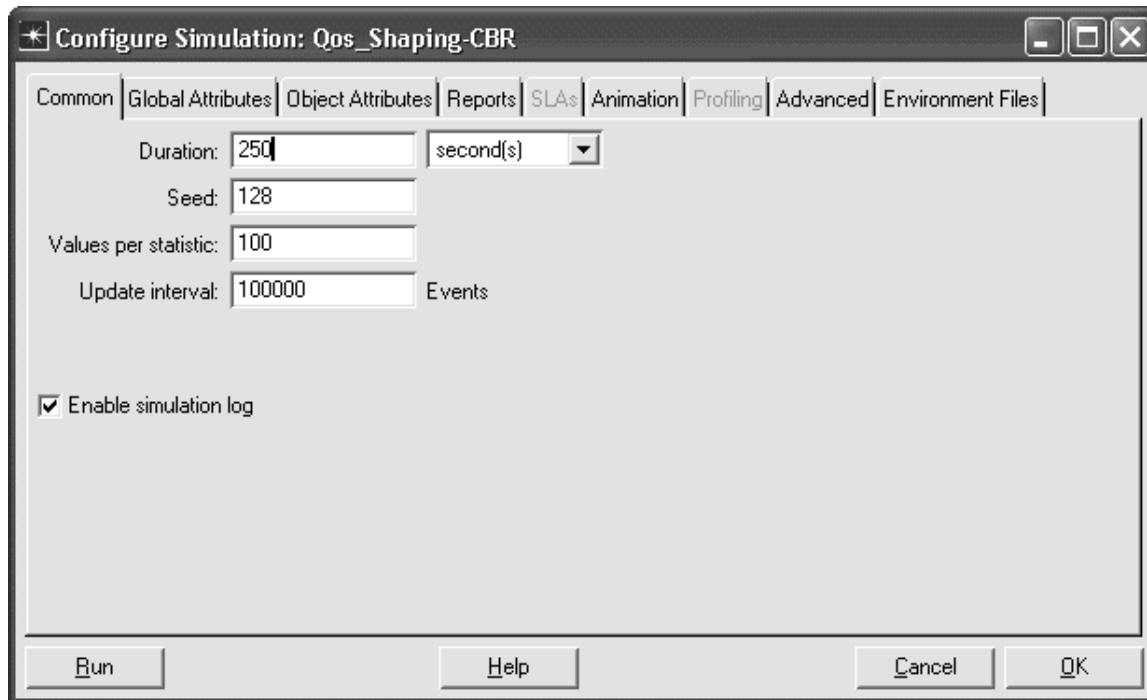 Configure Simulation: Qos_Shaping-CBR
Common Global Attributes Object Attributes Reports SLAs Animation Profiling Advanced Environment Files
Duration: 250 second(s)
Seed: 128
Values per statistic: 100
Update interval: 100000 Events
Enable simulation log
Run Help Cancel OK